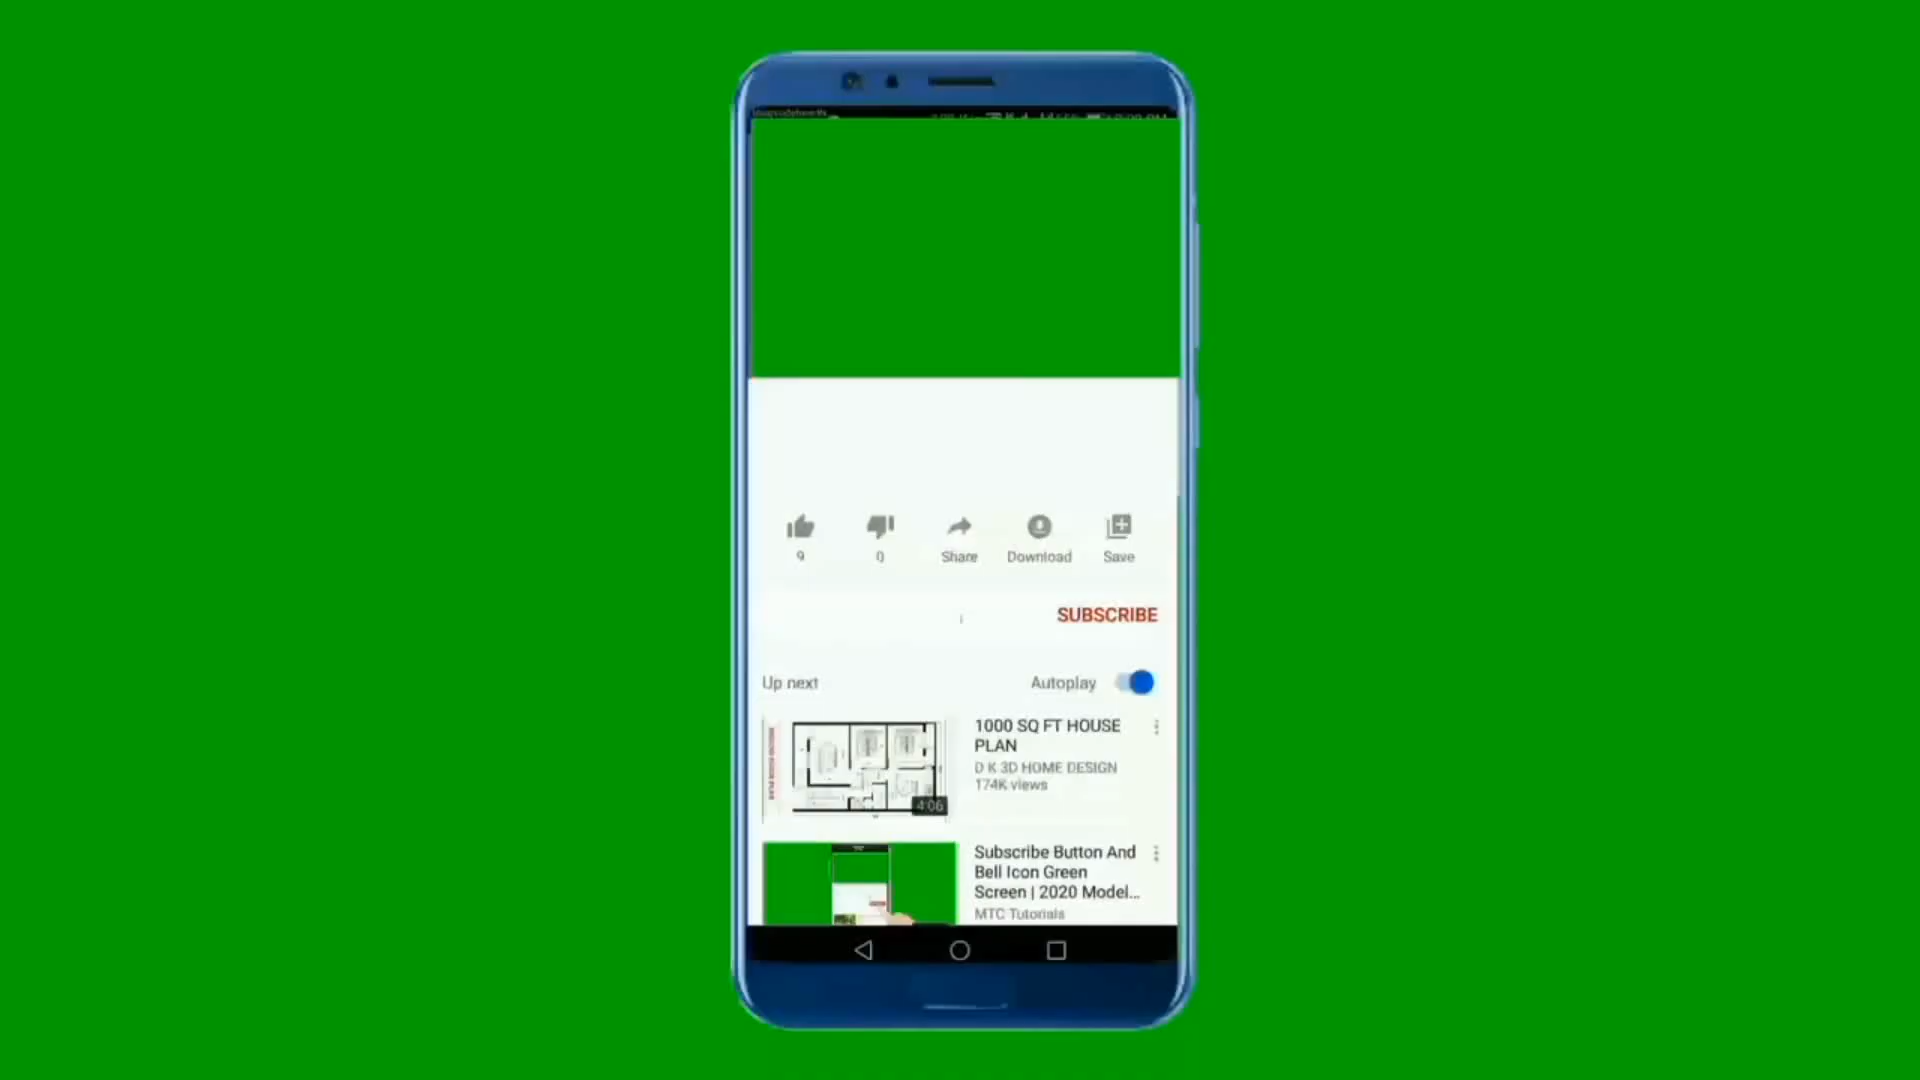 9
0
Share
Download
Save
SUBSCRIBE
Up next
Autoplay
1000 SQ FT HOUSE
PLAN
D K 3D HOME DESIGN
174K views
4:06
Subscribe Button And
Bell Icon Green
Screen | 2020 Model...
MTC Tutorials